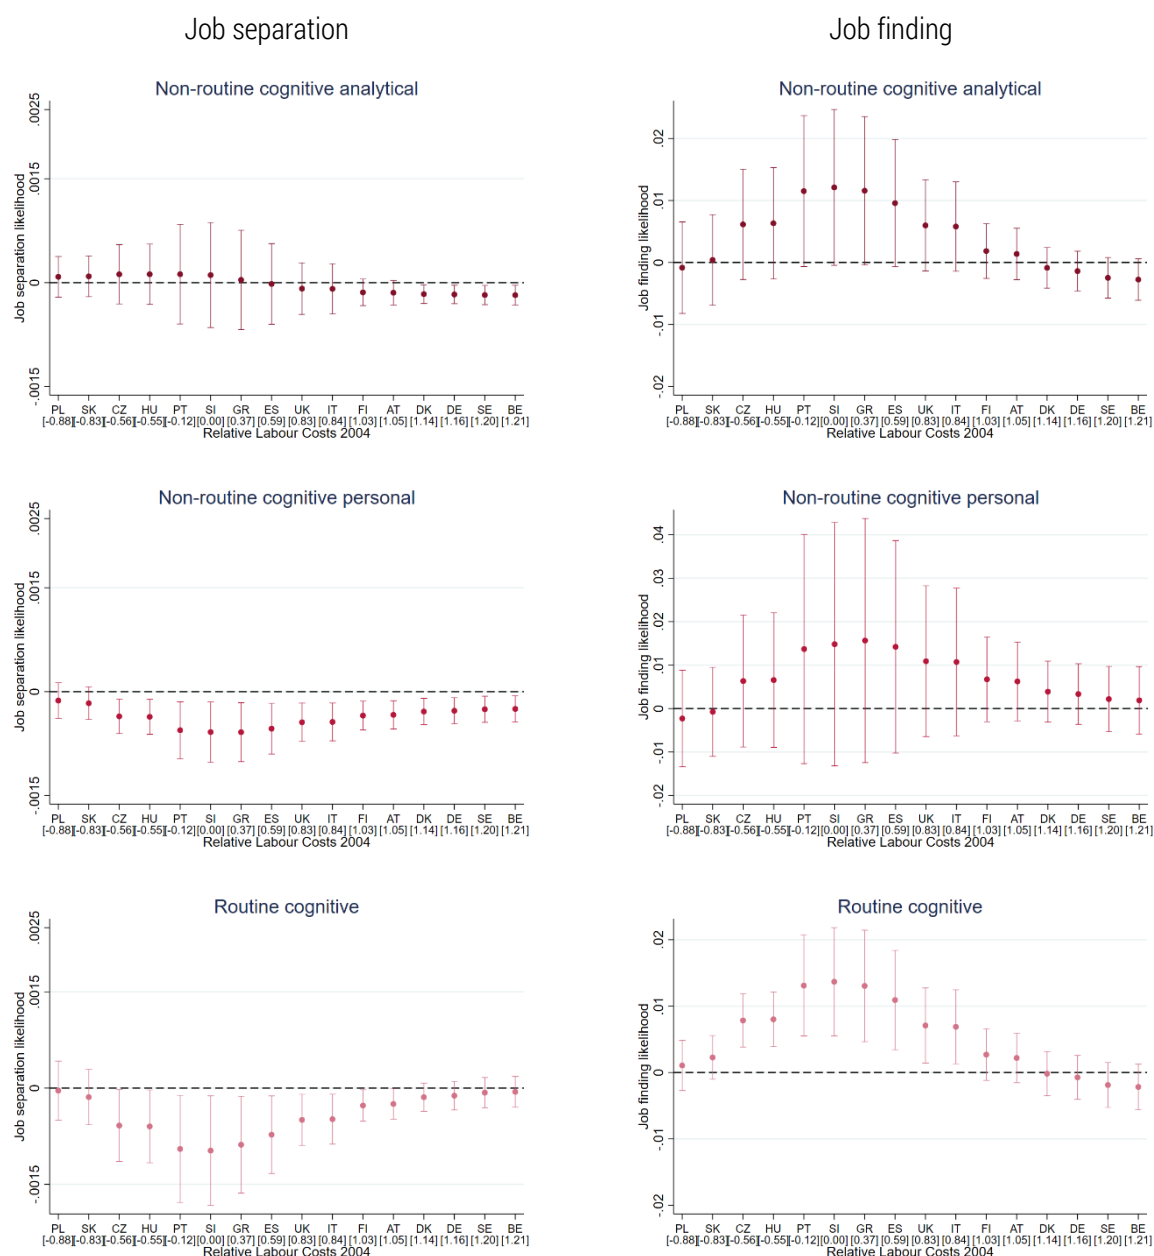 Job separation
Job finding
Non-routine cognitive analytical
Job separation likelihood
.0025
.0015
0
-.0015
PL SK CZ HU PT SI GR ES UK IT FI AT DK DE SE BE
[-0.88][-0.83][-0.56][-0.55][-0.12][0.00] [0.37] [0.59] [0.83] [0.84] [1.03] [1.05] [1.14] [1.16] [1.20] [1.21]
Relative Labour Costs 2004
Non-routine cognitive analytical
Job finding likelihood
.02
.01
0
-.01
-.02
PL SK CZ HU PT SI GR ES UK IT FI AT DK DE SE BE
[-0.88][-0.83][-0.56][-0.55][-0.12][0.00] [0.37] [0.59] [0.83] [0.84] [1.03] [1.05] [1.14] [1.16] [1.20] [1.21]
Relative Labour Costs 2004
Non-routine cognitive personal
Job separation likelihood
.0025
.0015
0
-.0015
PL SK CZ HU PT SI GR ES UK IT FI AT DK DE SE BE
[-0.88][-0.83][-0.56][-0.55][-0.12][0.00] [0.37] [0.59] [0.83] [0.84] [1.03] [1.05] [1.14] [1.16] [1.20] [1.21]
Relative Labour Costs 2004
Non-routine cognitive personal
Job finding likelihood
.04
.03
.02
.01
0
-.01
-.02
PL SK CZ HU PT SI GR ES UK IT FI AT DK DE SE BE
[-0.88][-0.83][-0.56][-0.55][-0.12][0.00] [0.37] [0.59] [0.83] [0.84] [1.03] [1.05] [1.14] [1.16] [1.20] [1.21]
Relative Labour Costs 2004
Routine cognitive
Job separation likelihood
.0025
.0015
0
-.0015
PL SK CZ HU PT SI GR ES UK IT FI AT DK DE SE BE
[-0.88][-0.83][-0.56][-0.55][-0.12][0.00] [0.37] [0.59] [0.83] [0.84] [1.03] [1.05] [1.14] [1.16] [1.20] [1.21]
Relative Labour Costs 2004
Routine cognitive
Job finding likelihood
.02
.01
0
-.01
-.02
PL SK CZ HU PT SI GR ES UK IT FI AT DK DE SE BE
[-0.88][-0.83][-0.56][-0.55][-0.12][0.00] [0.37] [0.59] [0.83] [0.84] [1.03] [1.05] [1.14] [1.16] [1.20] [1.21]
Relative Labour Costs 2004